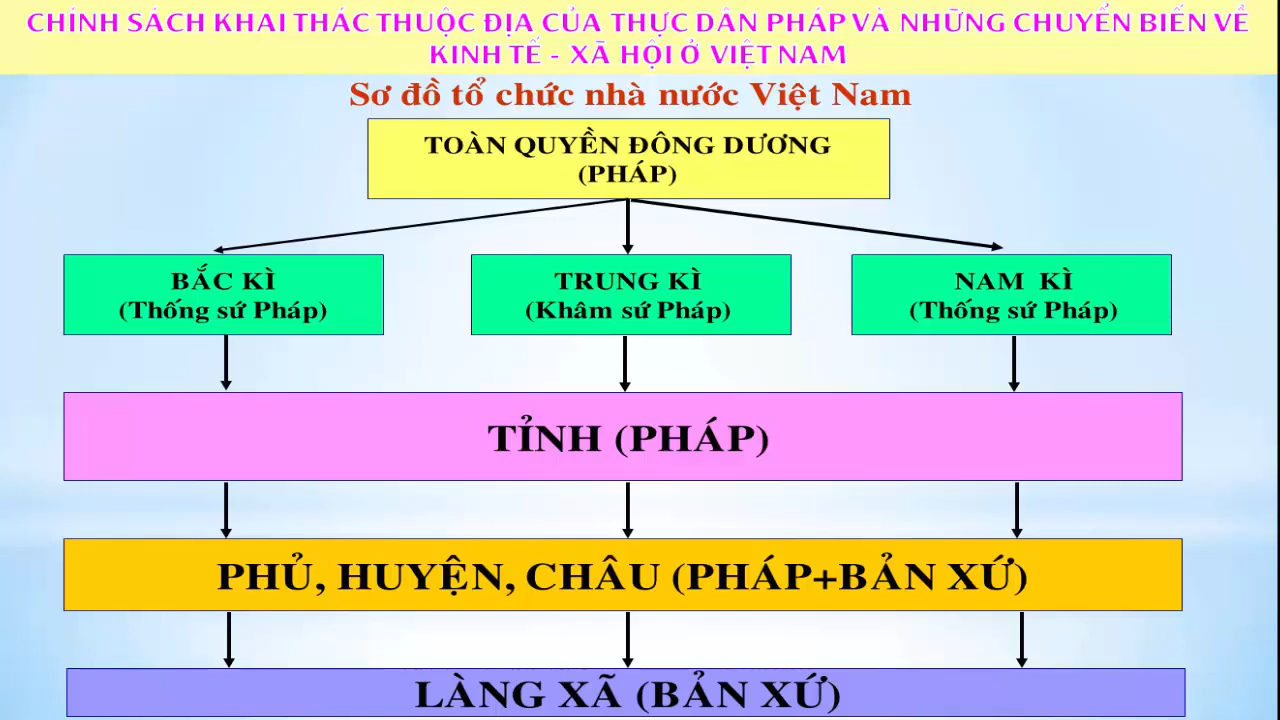 CHÍNH SÁCH KHAI THÁC THUỘC ĐỊA CỦA THỰC DÂN PHÁP VÀ NHỮNG CHUYỂN BIẾN VỀ
KINH TẾ - XÃ HỘI Ở VIỆT NAM
Sơ đồ tổ chức nhà nước Việt Nam
TOÀN QUYỀN ĐÔNG DƯƠNG
(PHÁP)
BẮC KÌ
(Thống sứ Pháp)
TRUNG KÌ
(Khâm sứ Pháp)
NAM KÌ
(Thống sứ Pháp)
TỈNH (PHÁP)
PHỦ, HUYỆN, CHÂU (PHÁP+BẢN XỨ)
LÀNG XÃ (BẢN XỨ)